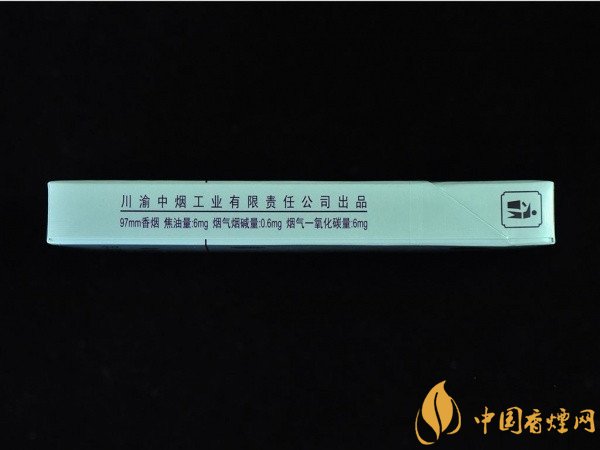 川渝中烟工业有限责任公司出品
97mm香烟 焦油量:6mg 烟气烟碱量:0.6mg 烟气一氧化碳量:6mg
中国香煙网